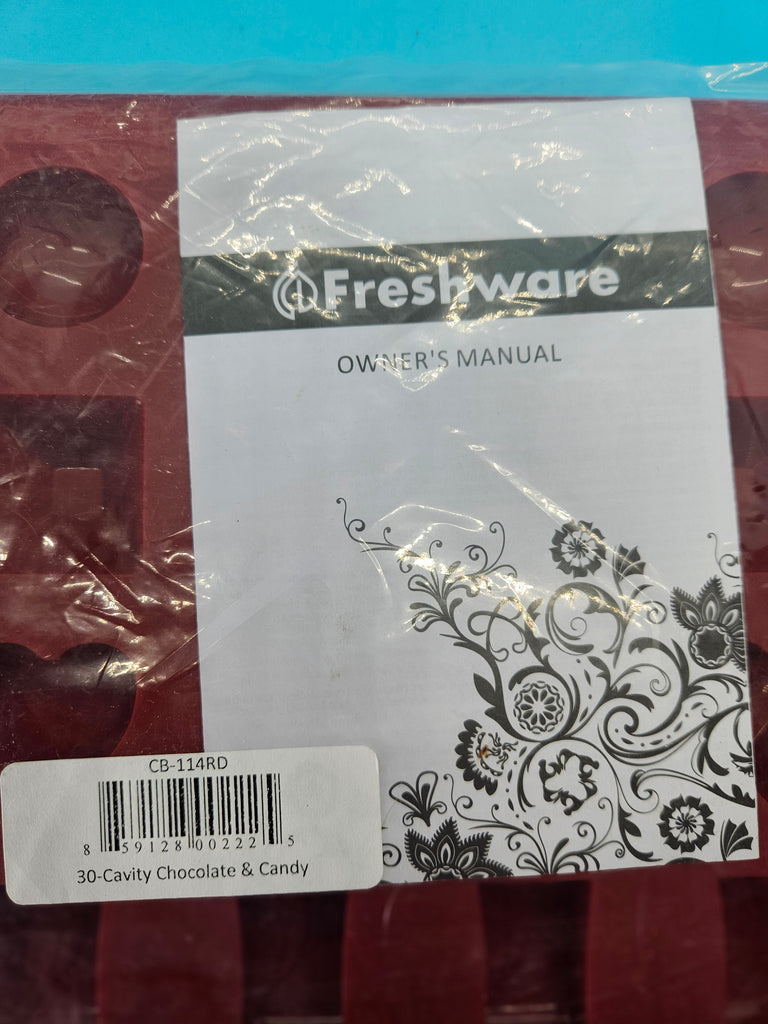 Freshware
OWNER'S MANUAL
CB-114RD
8 59128 00222 5
30-Cavity Chocolate & Candy